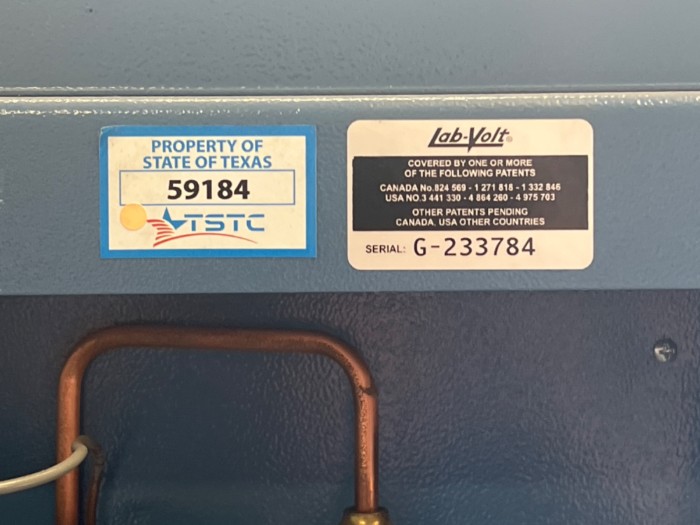 PROPERTY OF
STATE OF TEXAS
59184
TSTC
Lab-Volt®
COVERED BY ONE OR MORE
OF THE FOLLOWING PATENTS
CANADA No.824 569 - 1 271 816 - 1 332 846
USA NO.3 441 330 - 4 864 260 - 4 975 703
OTHER PATENTS PENDING
CANADA, USA OTHER COUNTRIES
SERIAL: G-233784